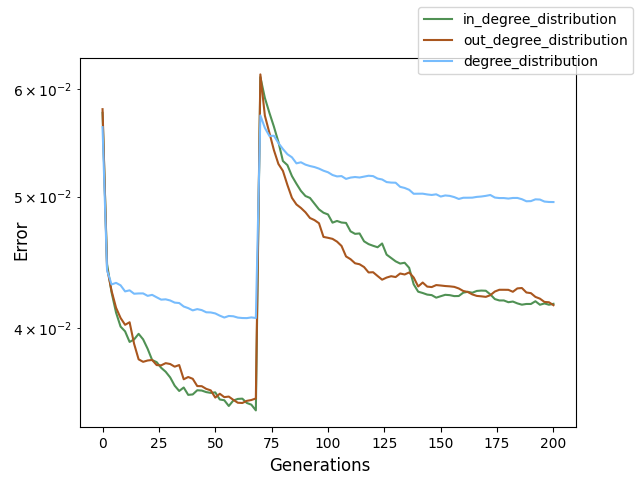 in_degree_distribution
out_degree_distribution
degree_distribution
6 × 10⁻²
5 × 10⁻²
4 × 10⁻²
Error
0 25 50 75 100 125 150 175 200
Generations